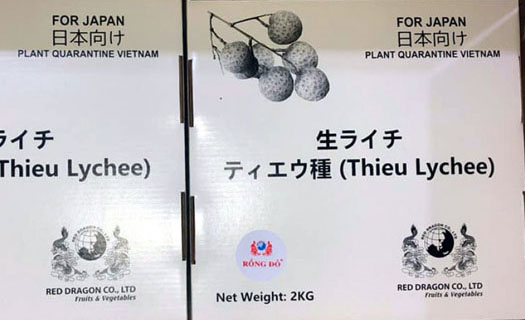 FOR JAPAN
日本向け
PLANT QUARANTINE VIETNAM
ライチ
Thieu Lychee)
RED DRAGON CO., LTD
Fruits & Vegetables
FOR JAPAN
日本向け
PLANT QUARANTINE VIETNAM
生ライチ
ティエウ種 (Thieu Lychee)
RỒNG ĐỎ
Net Weight: 2KG
RED DRAGON CO., LTD
Fruits & Vegetables